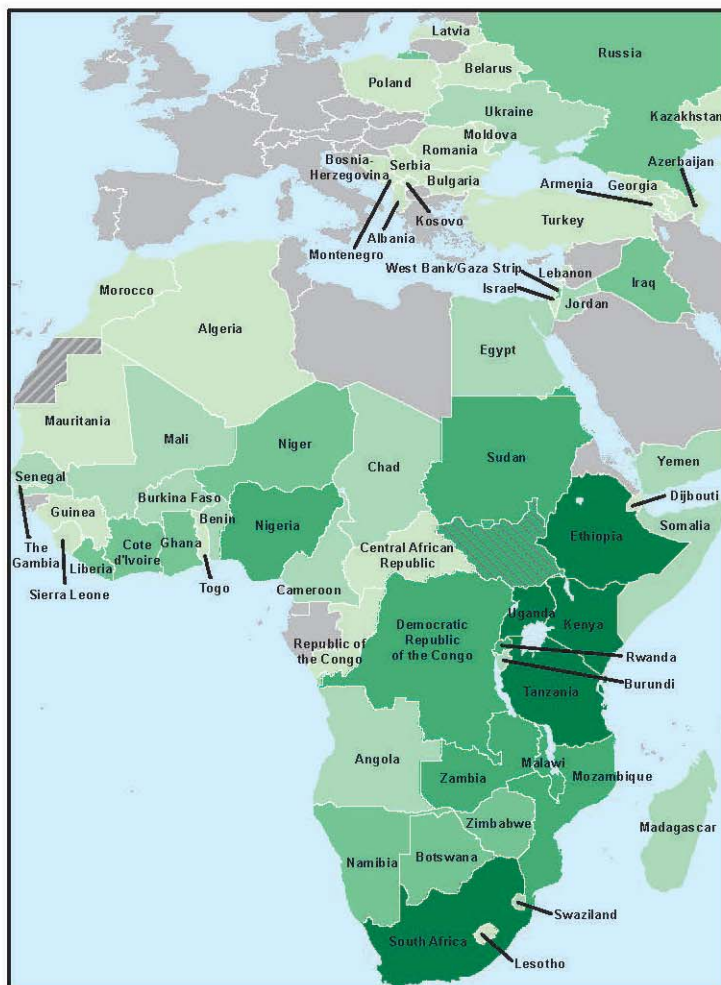 Latvia
Russia
Belarus
Poland
Ukraine
Kazakhstan
Moldova
Romania
Azerbaijan
Bosnia-
Herzegovina
Serbia
Bulgaria
Armenia
Georgia
Kosovo
Turkey
Albania
Montenegro
West Bank/Gaza Strip
Lebanon
Israel
Iraq
Jordan
Morocco
Algeria
Egypt
Mauritania
Mali
Niger
Sudan
Chad
Yemen
Senegal
Dijbouti
Burkina Faso
Guinea
Benin
Nigeria
Ethiopia
Somalia
The
Gambia
Cote
d'Ivoire
Ghana
Central African
Republic
Liberia
Sierra Leone
Togo
Cameroon
Uganda
Kenya
Democratic
Republic
of the Congo
Republic of
the Congo
Rwanda
Burundi
Tanzania
Angola
Malawi
Zambia
Mozambique
Zimbabwe
Madagascar
Namibia
Botswana
Swaziland
South Africa
Lesotho